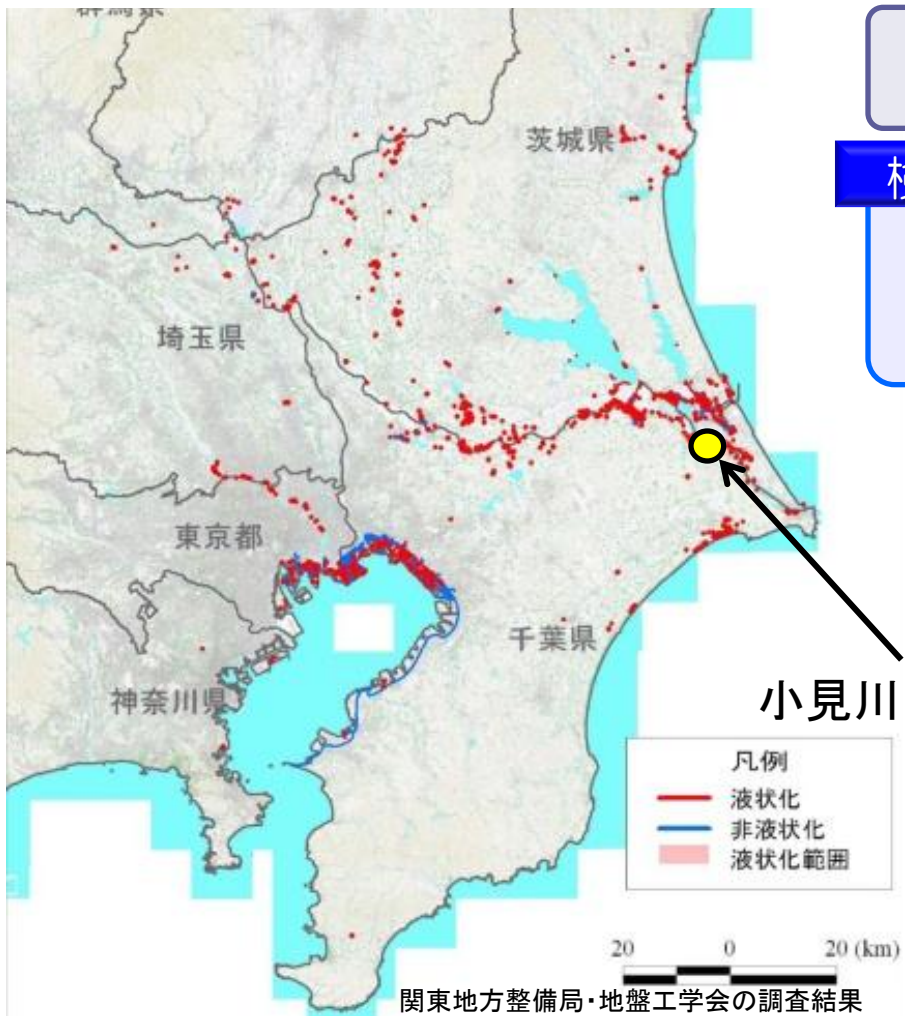 茨城県
埼玉県
東京都
千葉県
神奈川県
小見川
凡例
液状化
非液状化
液状化範囲
20 0 20 (km)
関東地方整備局・地盤工学会の調査結果